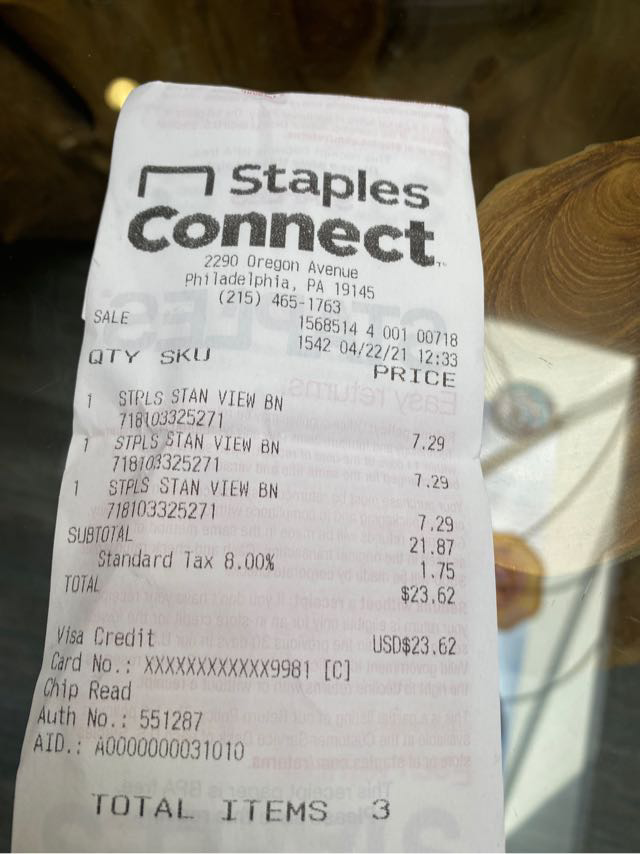 Staples
Connect™
2290 Oregon Avenue
Philadelphia, PA 19145
(215) 465-1763
SALE 1568514 4 001 00718
1542 04/22/21 12:33
QTY SKU PRICE
1 STPLS STAN VIEW BN
718103325271 7.29
1 STPLS STAN VIEW BN
718103325271 7.29
1 STPLS STAN VIEW BN
718103325271 7.29
SUBTOTAL 21.87
Standard Tax 8.00% 1.75
TOTAL $23.62
Visa Credit USD$23.62
Card No.: XXXXXXXXXXXX9981 [C]
Chip Read
Auth No.: 551287
AID.: A0000000031010
TOTAL ITEMS 3